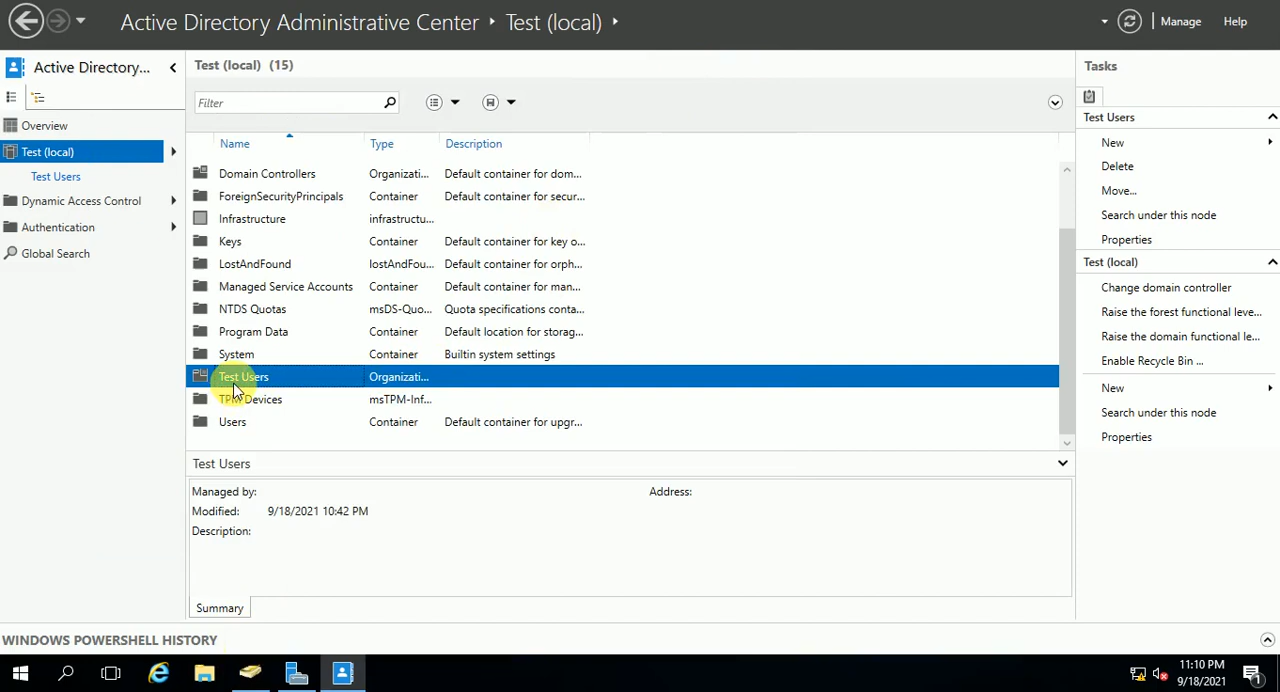 Active Directory Administrative Center • Test (local) •
Manage
Help
Active Directory...
Overview
Test (local)
Test Users
Dynamic Access Control
Authentication
Global Search
Test (local) (15)
Filter
Name Type Description
Domain Controllers Organizati... Default container for dom...
ForeignSecurityPrincipals Container Default container for secur...
Infrastructure infrastructu...
Keys Container Default container for key o...
LostAndFound lostAndFou... Default container for orph...
Managed Service Accounts Container Default container for man...
NTDS Quotas msDS-Quo... Quota specifications conta...
Program Data Container Default location for storag...
System Container Builtin system settings
Test Users Organizati...
TPM Devices msTPM-Inf...
Users Container Default container for upgr...
Test Users
Managed by:
Address:
Modified: 9/18/2021 10:42 PM
Description:
Summary
Tasks
Test Users
New
Delete
Move...
Search under this node
Properties
Test (local)
Change domain controller
Raise the forest functional leve...
Raise the domain functional le...
Enable Recycle Bin ...
New
Search under this node
Properties
WINDOWS POWERSHELL HISTORY
11:10 PM
9/18/2021
1